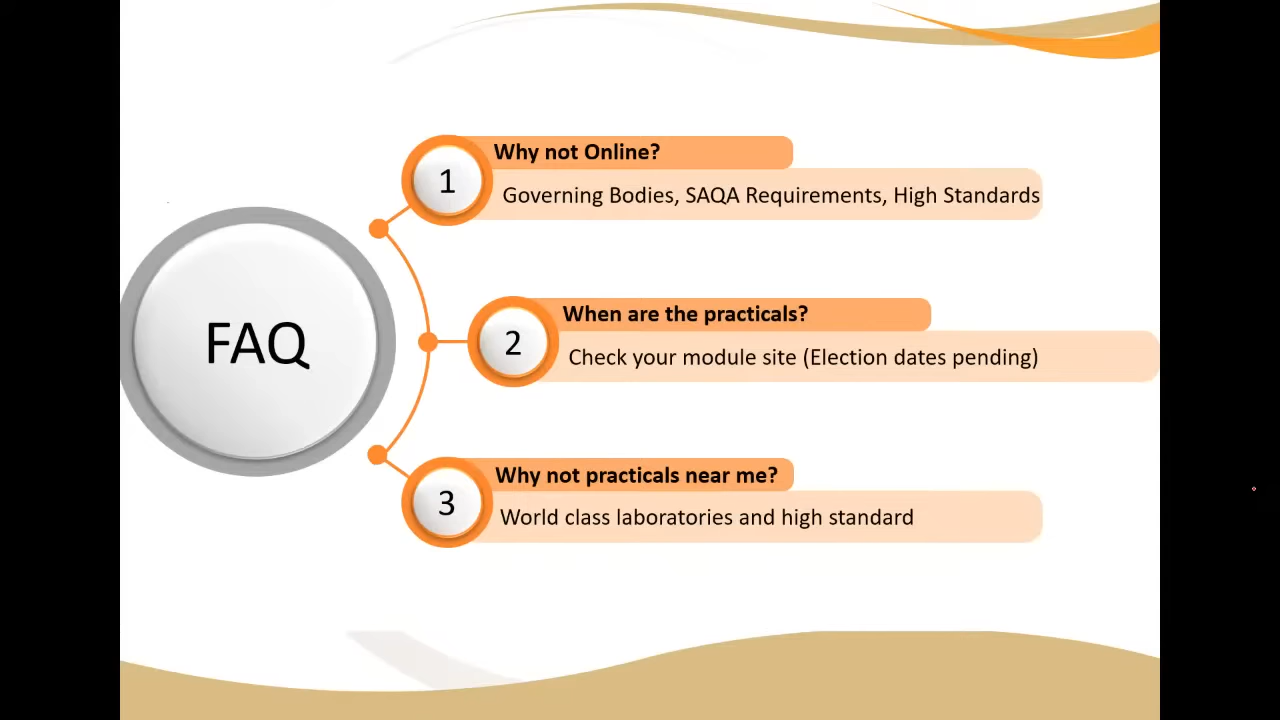 FAQ
1
Why not Online?
Governing Bodies, SAQA Requirements, High Standards
2
When are the practicals?
Check your module site (Election dates pending)
3
Why not practicals near me?
World class laboratories and high standard